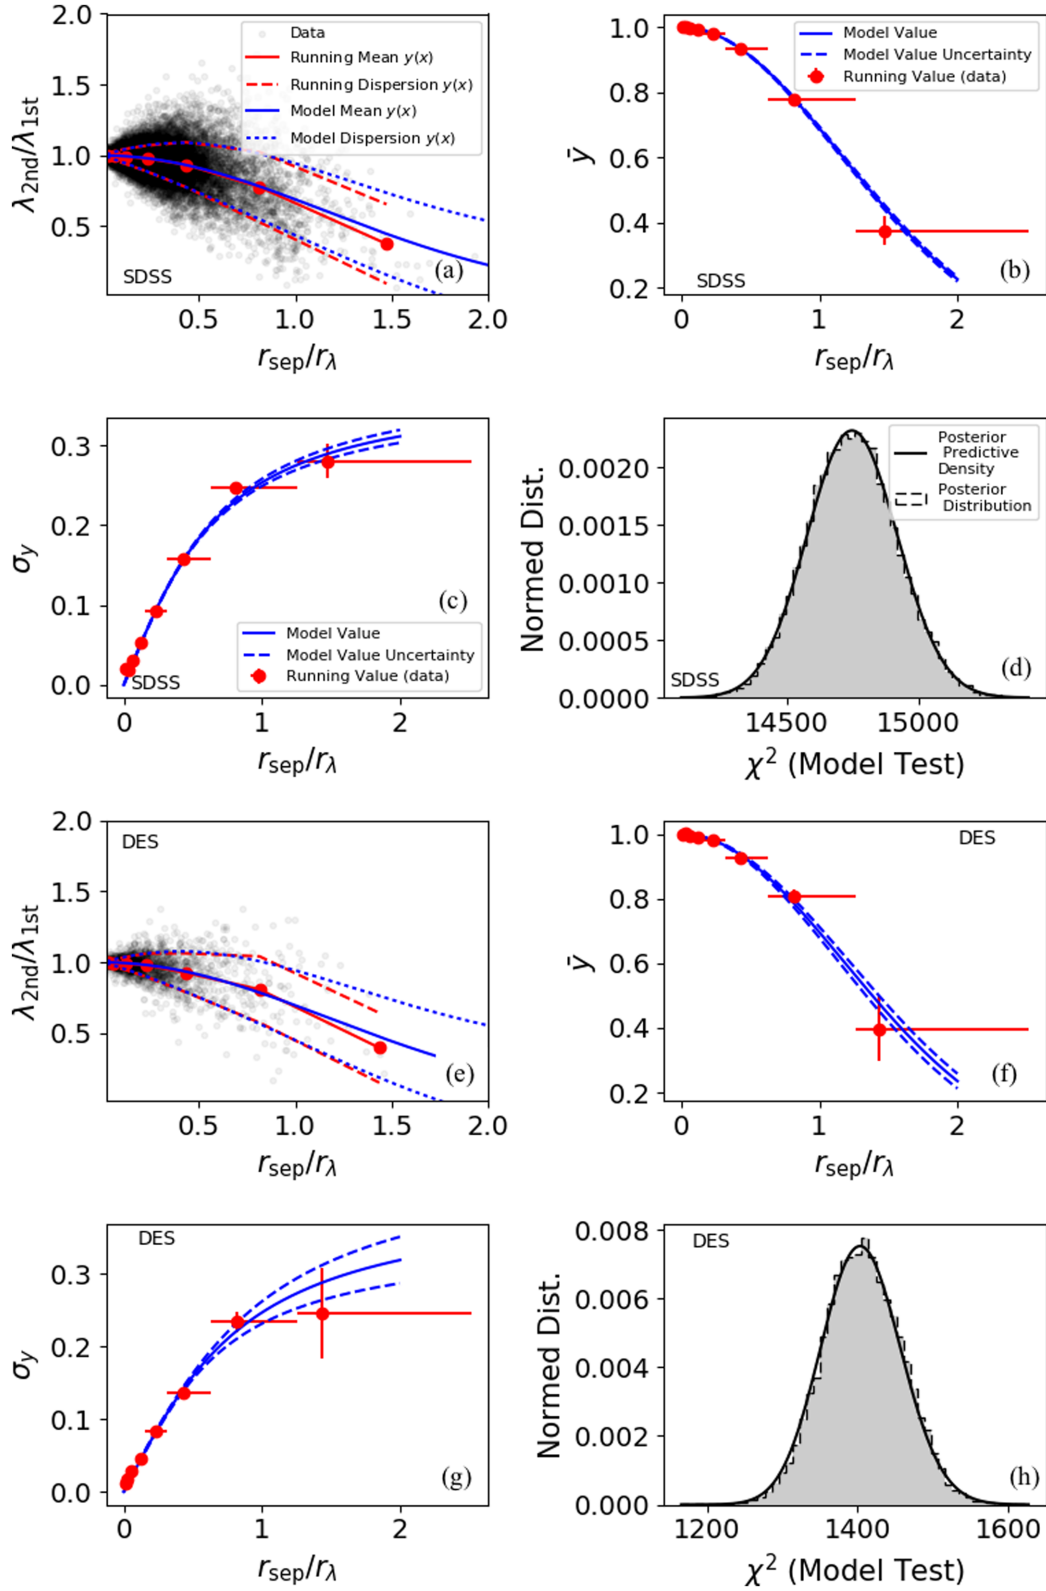 2.0
1.5
1.0
0.5
λ2nd/λ1st
Data
Running Mean y(x)
Running Dispersion y(x)
Model Mean y(x)
Model Dispersion y(x)
SDSS
(a)
0.5 1.0 1.5 2.0
rsep/rλ
1.0
0.8
0.6
0.4
0.2
ȳ
Model Value
Model Value Uncertainty
Running Value (data)
SDSS
(b)
0 1 2
rsep/rλ
0.3
0.2
0.1
0.0
σy
(c)
Model Value
Model Value Uncertainty
Running Value (data)
SDSS
0 1 2
rsep/rλ
0.0020
0.0015
0.0010
0.0005
0.0000
Normed Dist.
Posterior
Predictive
Density
Posterior
Distribution
SDSS
(d)
14500 15000
χ² (Model Test)
2.0
1.5
1.0
0.5
λ2nd/λ1st
DES
(e)
0.5 1.0 1.5 2.0
rsep/rλ
1.0
0.8
0.6
0.4
0.2
ȳ
DES
(f)
0 1 2
rsep/rλ
0.3
0.2
0.1
0.0
σy
DES
(g)
0 1 2
rsep/rλ
0.008
0.006
0.004
0.002
0.000
Normed Dist.
DES
(h)
1200 1400 1600
χ² (Model Test)